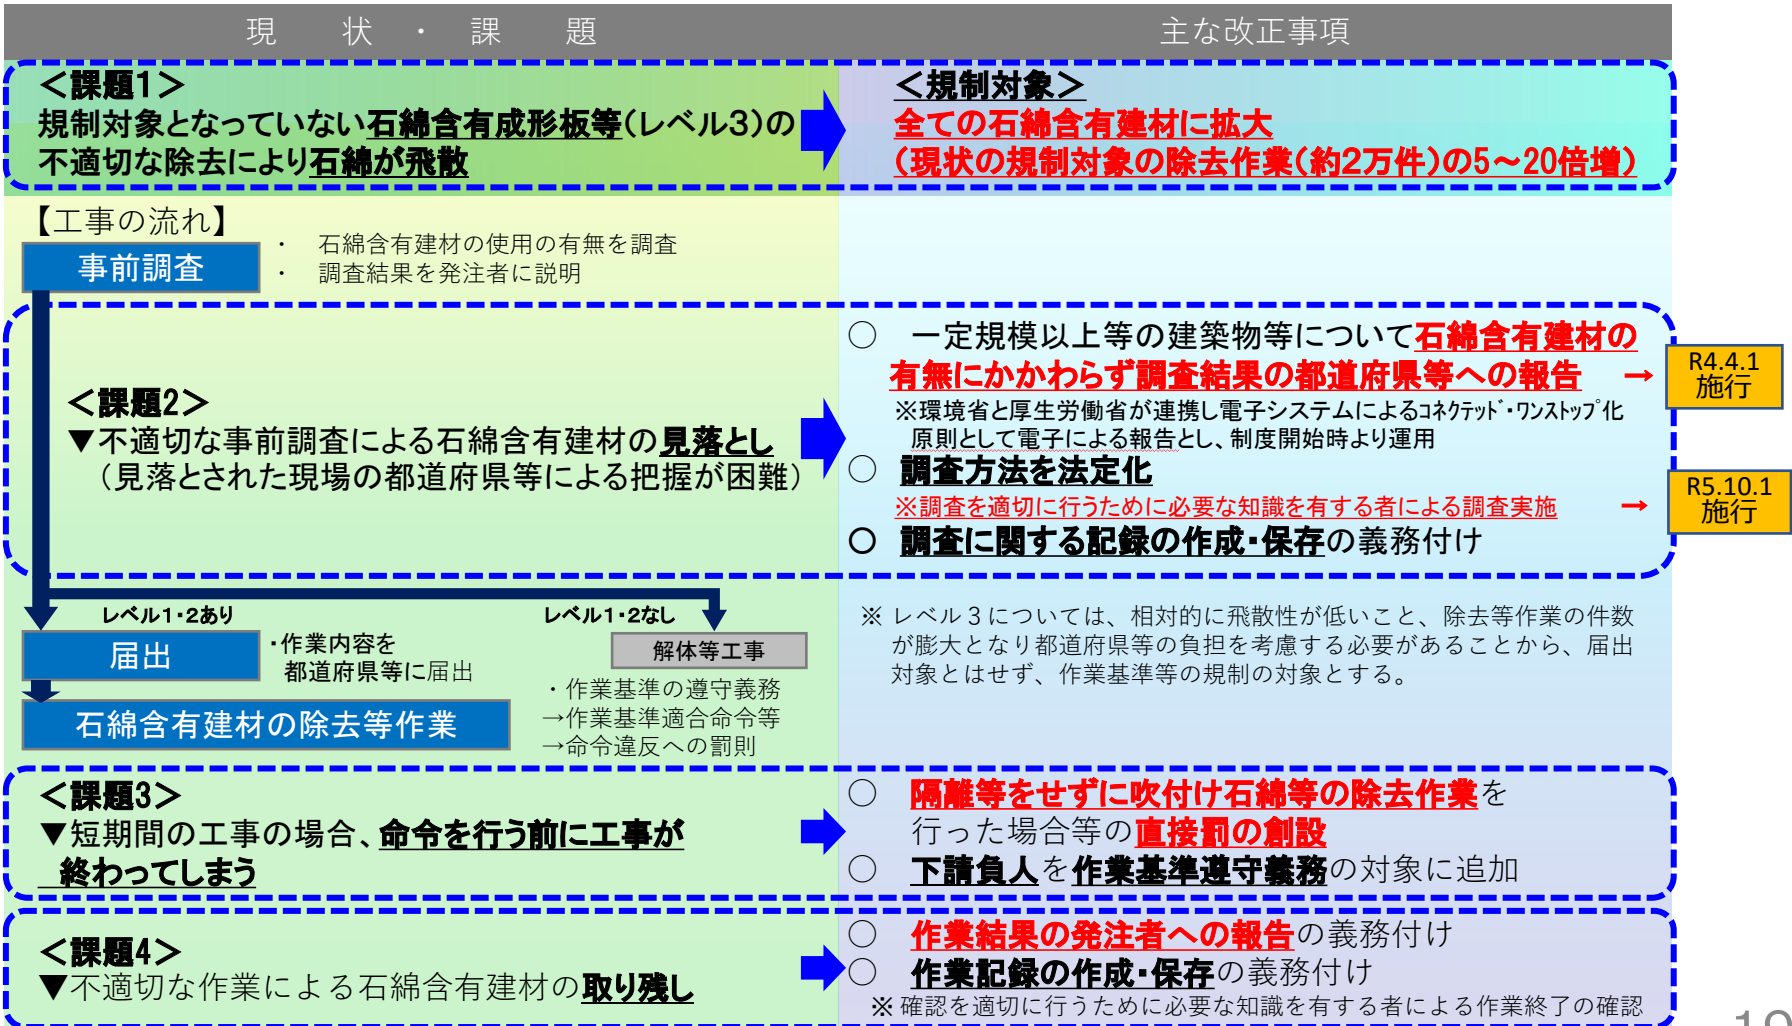 現状・課題
主な改正事項
＜課題1＞
規制対象となっていない石綿含有成形板等(レベル3)の
不適切な除去により石綿が飛散
＜規制対象＞
全ての石綿含有建材に拡大
（現状の規制対象の除去作業(約2万件)の5～20倍増）
【工事の流れ】
事前調査
・ 石綿含有建材の使用の有無を調査
・ 調査結果を発注者に説明
＜課題2＞
▼不適切な事前調査による石綿含有建材の見落とし
（見落とされた現場の都道府県等による把握が困難）
○ 一定規模以上等の建築物等について石綿含有建材の
有無にかかわらず調査結果の都道府県等への報告 →
R4.4.1
施行
※環境省と厚生労働省が連携し電子システムによるｺﾈｸﾃｯﾄﾞ･ﾜﾝｽﾄｯﾌﾟ化
原則として電子による報告とし、制度開始時より運用
○ 調査方法を法定化
※調査を適切に行うために必要な知識を有する者による調査実施 →
R5.10.1
施行
○ 調査に関する記録の作成・保存の義務付け
レベル1・2あり
レベル1・2なし
届出
・作業内容を
都道府県等に届出
解体等工事
・作業基準の遵守義務
→作業基準適合命令等
→命令違反への罰則
石綿含有建材の除去等作業
※ レベル３については、相対的に飛散性が低いこと、除去等作業の件数
が膨大となり都道府県等の負担を考慮する必要があることから、届出
対象とはせず、作業基準等の規制の対象とする。
＜課題3＞
▼短期間の工事の場合、命令を行う前に工事が
終わってしまう
○ 隔離等をせずに吹付け石綿等の除去作業を
行った場合等の直接罰の創設
○ 下請負人を作業基準遵守義務の対象に追加
＜課題4＞
▼不適切な作業による石綿含有建材の取り残し
○ 作業結果の発注者への報告の義務付け
○ 作業記録の作成・保存の義務付け
※ 確認を適切に行うために必要な知識を有する者による作業終了の確認